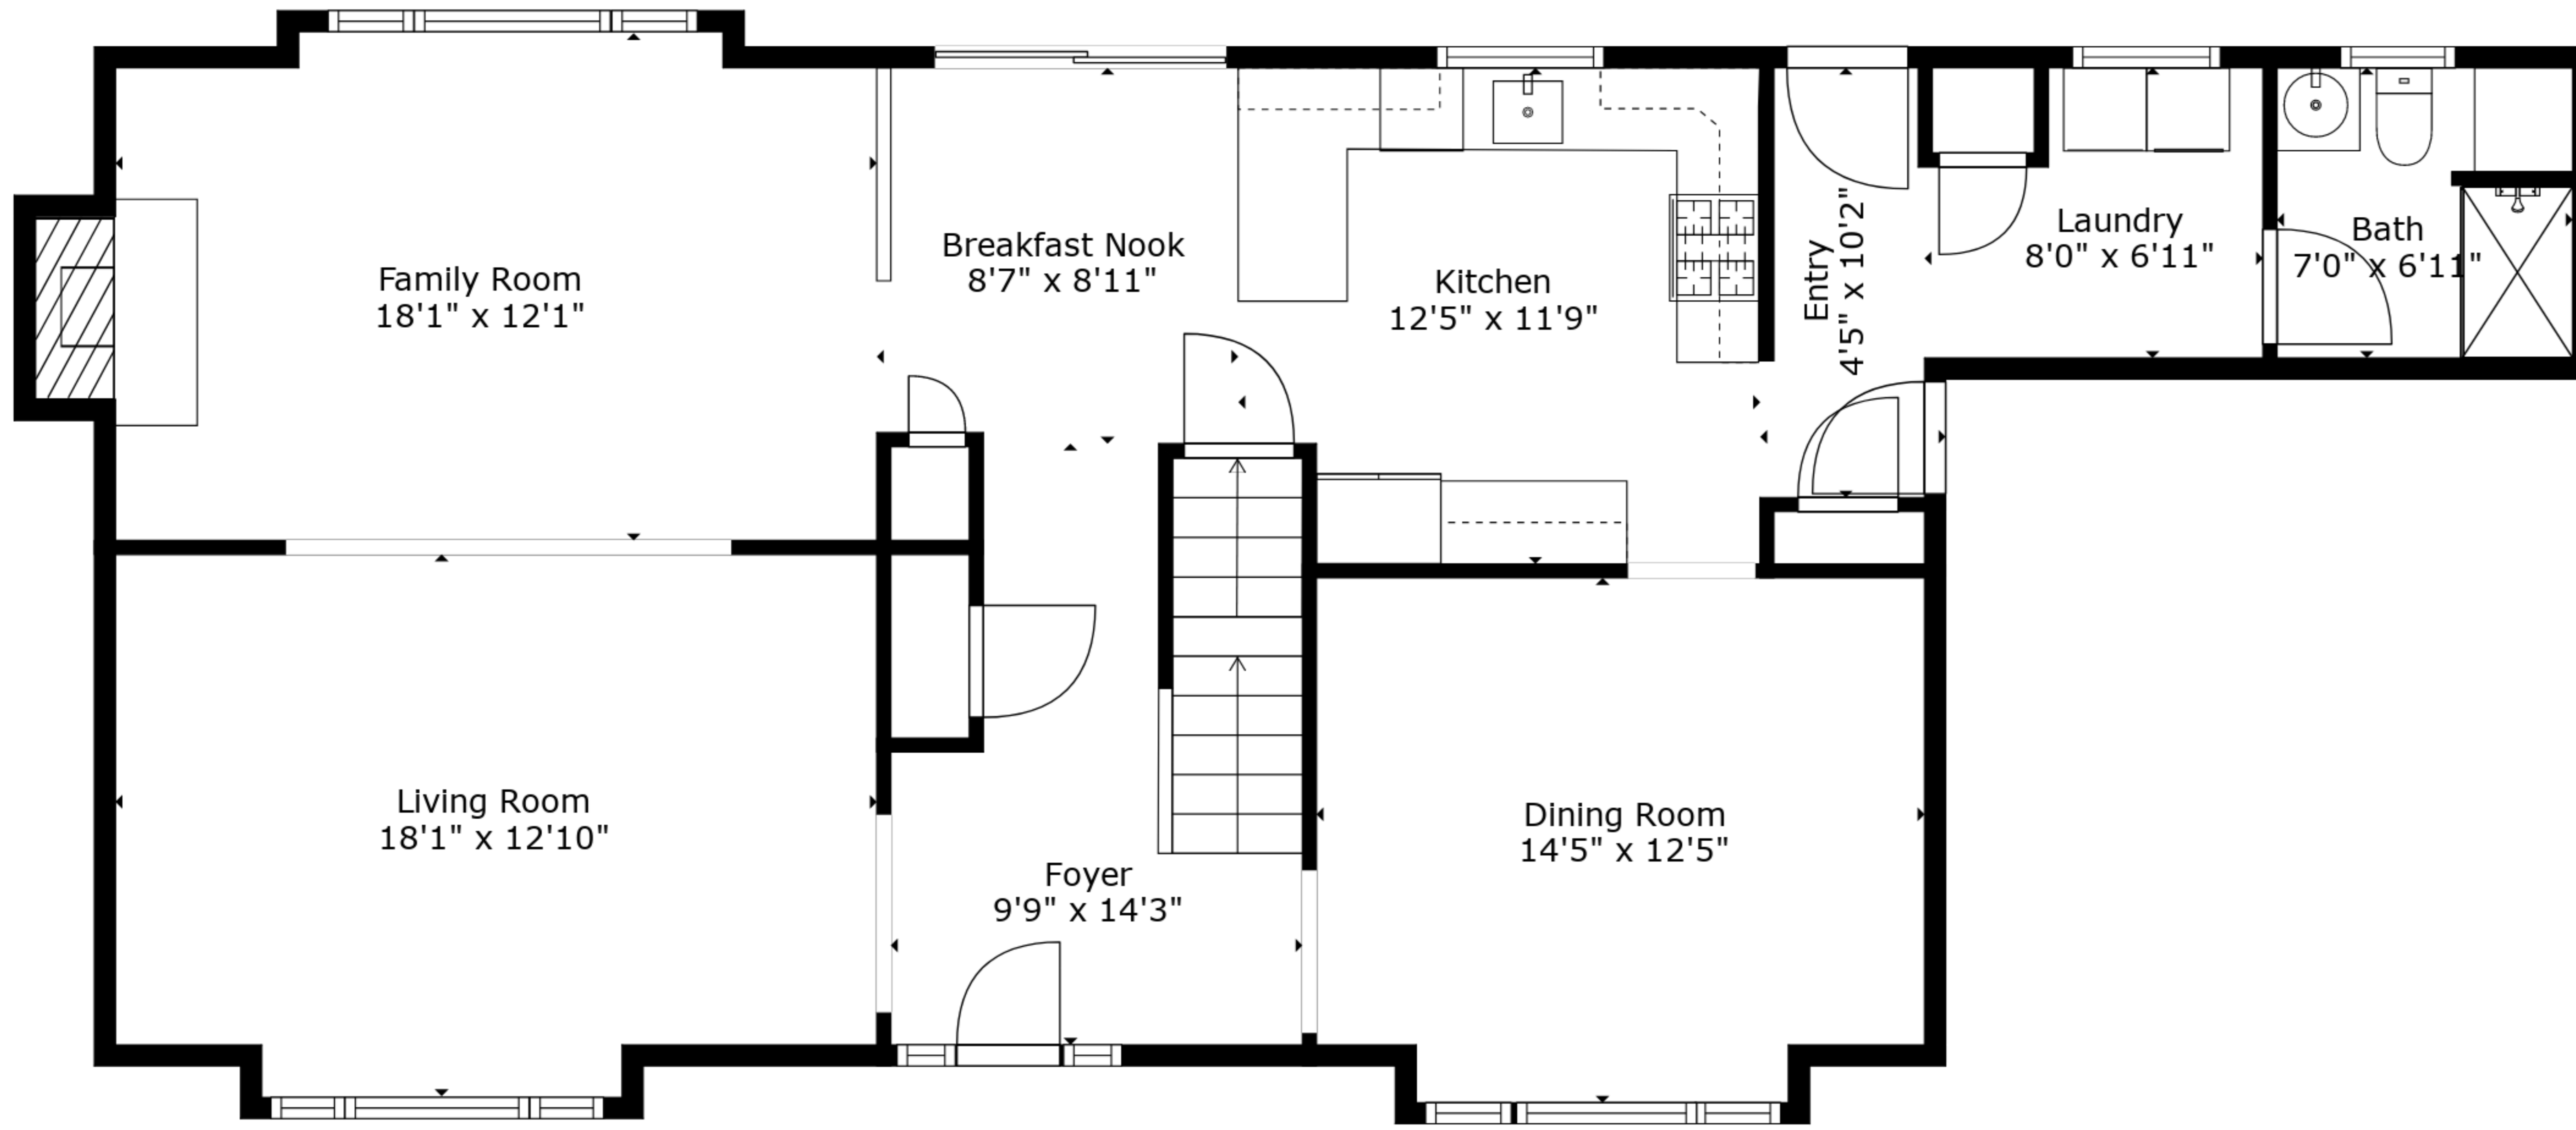 Family Room
18'1" x 12'1"
Breakfast Nook
8'7" x 8'11"
Kitchen
12'5" x 11'9"
Entry
4'5" x 10'2"
Laundry
8'0" x 6'11"
Bath
7'0" x 6'11"
Living Room
18'1" x 12'10"
Foyer
9'9" x 14'3"
Dining Room
14'5" x 12'5"